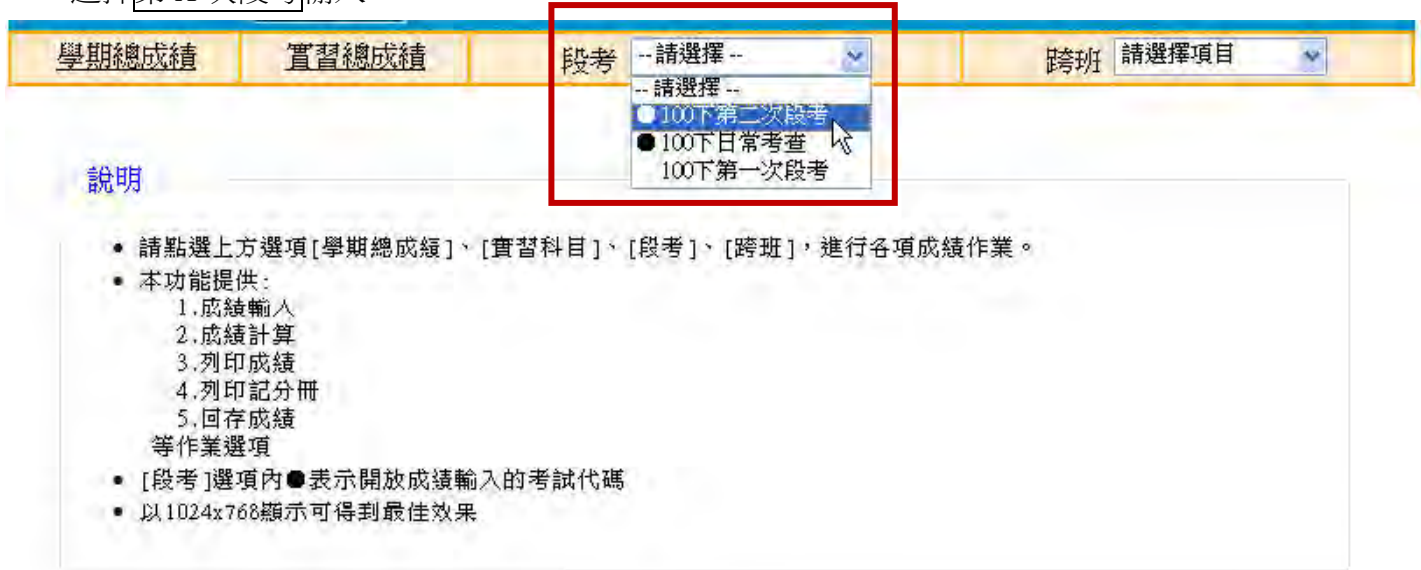 學期總成績 實習總成績 段考 -- 請選擇 -- 跨班 請選擇項目
-- 請選擇 --
●100下第二次段考
●100下日常考查
100下第一次段考
說明
• 請點選上方選項[學期總成績]、[實習科目]、[段考]、[跨班]，進行各項成績作業。
• 本功能提供:
1.成績輸入
2.成績計算
3.列印成績
4.列印記分冊
5.回存成績
等作業選項
• [段考]選項內●表示開放成績輸入的考試代碼
• 以1024x768顯示可得到最佳效果